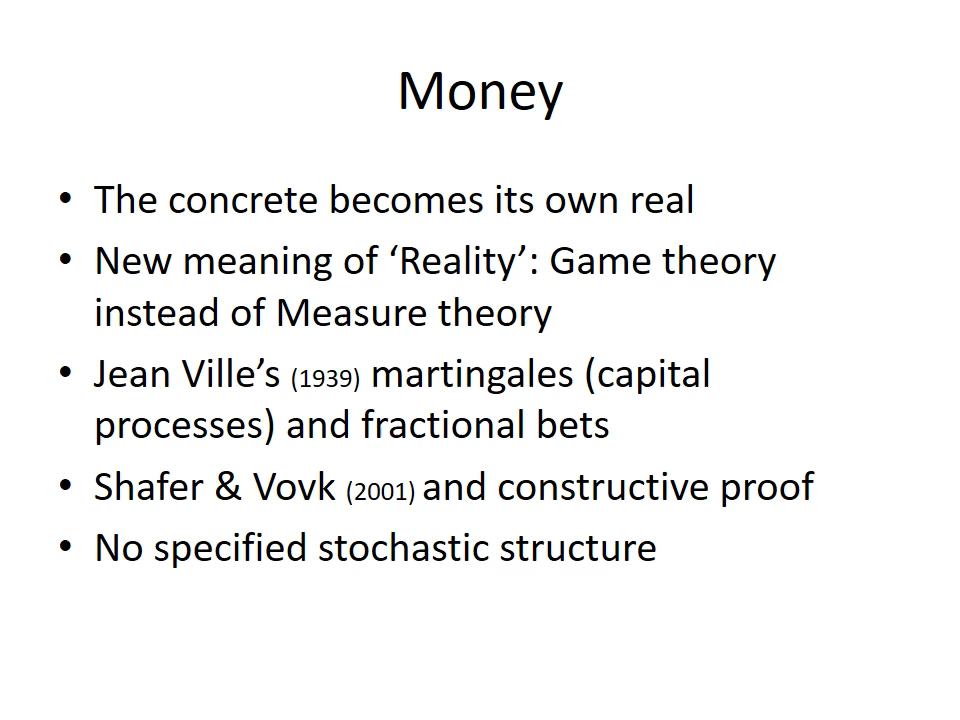 Money
• The concrete becomes its own real
• New meaning of ‘Reality’: Game theory
instead of Measure theory
• Jean Ville’s (1939) martingales (capital
processes) and fractional bets
• Shafer & Vovk (2001) and constructive proof
• No specified stochastic structure